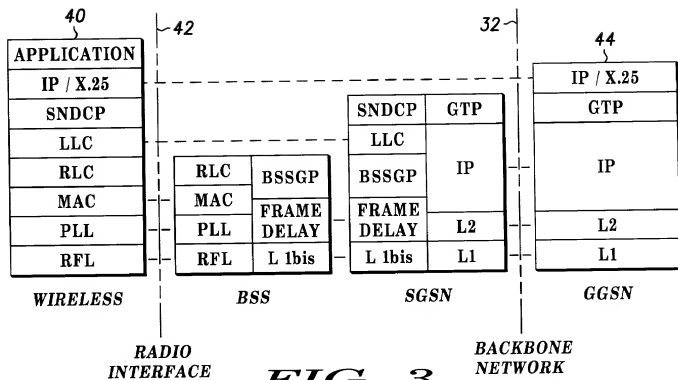 40
42
32
44
APPLICATION
IP / X.25
SNDCP
LLC
RLC
MAC
PLL
RFL
WIRELESS
RLC
MAC
PLL
RFL
BSSGP
FRAME
DELAY
L 1bis
BSS
SNDCP
LLC
BSSGP
FRAME
DELAY
L 1bis
GTP
IP
L2
L1
SGSN
IP / X.25
GTP
IP
L2
L1
GGSN
RADIO
INTERFACE
BACKBONE
NETWORK
FIG. 3